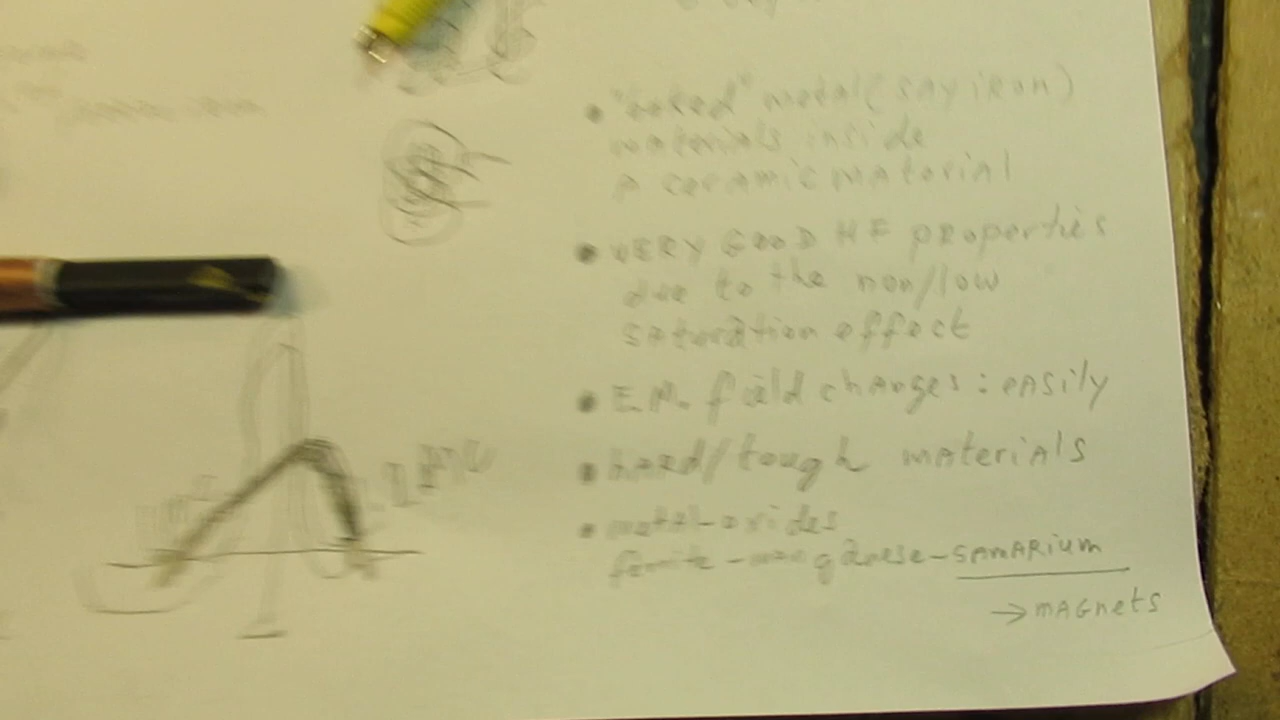 • "baked" metal (say iron)
materials inside
a ceramic material
• VERY GOOD HF properties
due to the non/low
saturation effect
• E.M. field changes: easily
• hard/tough materials
• metal-oxides
ferrite-manganese-SAMARIUM
→ MAGnets